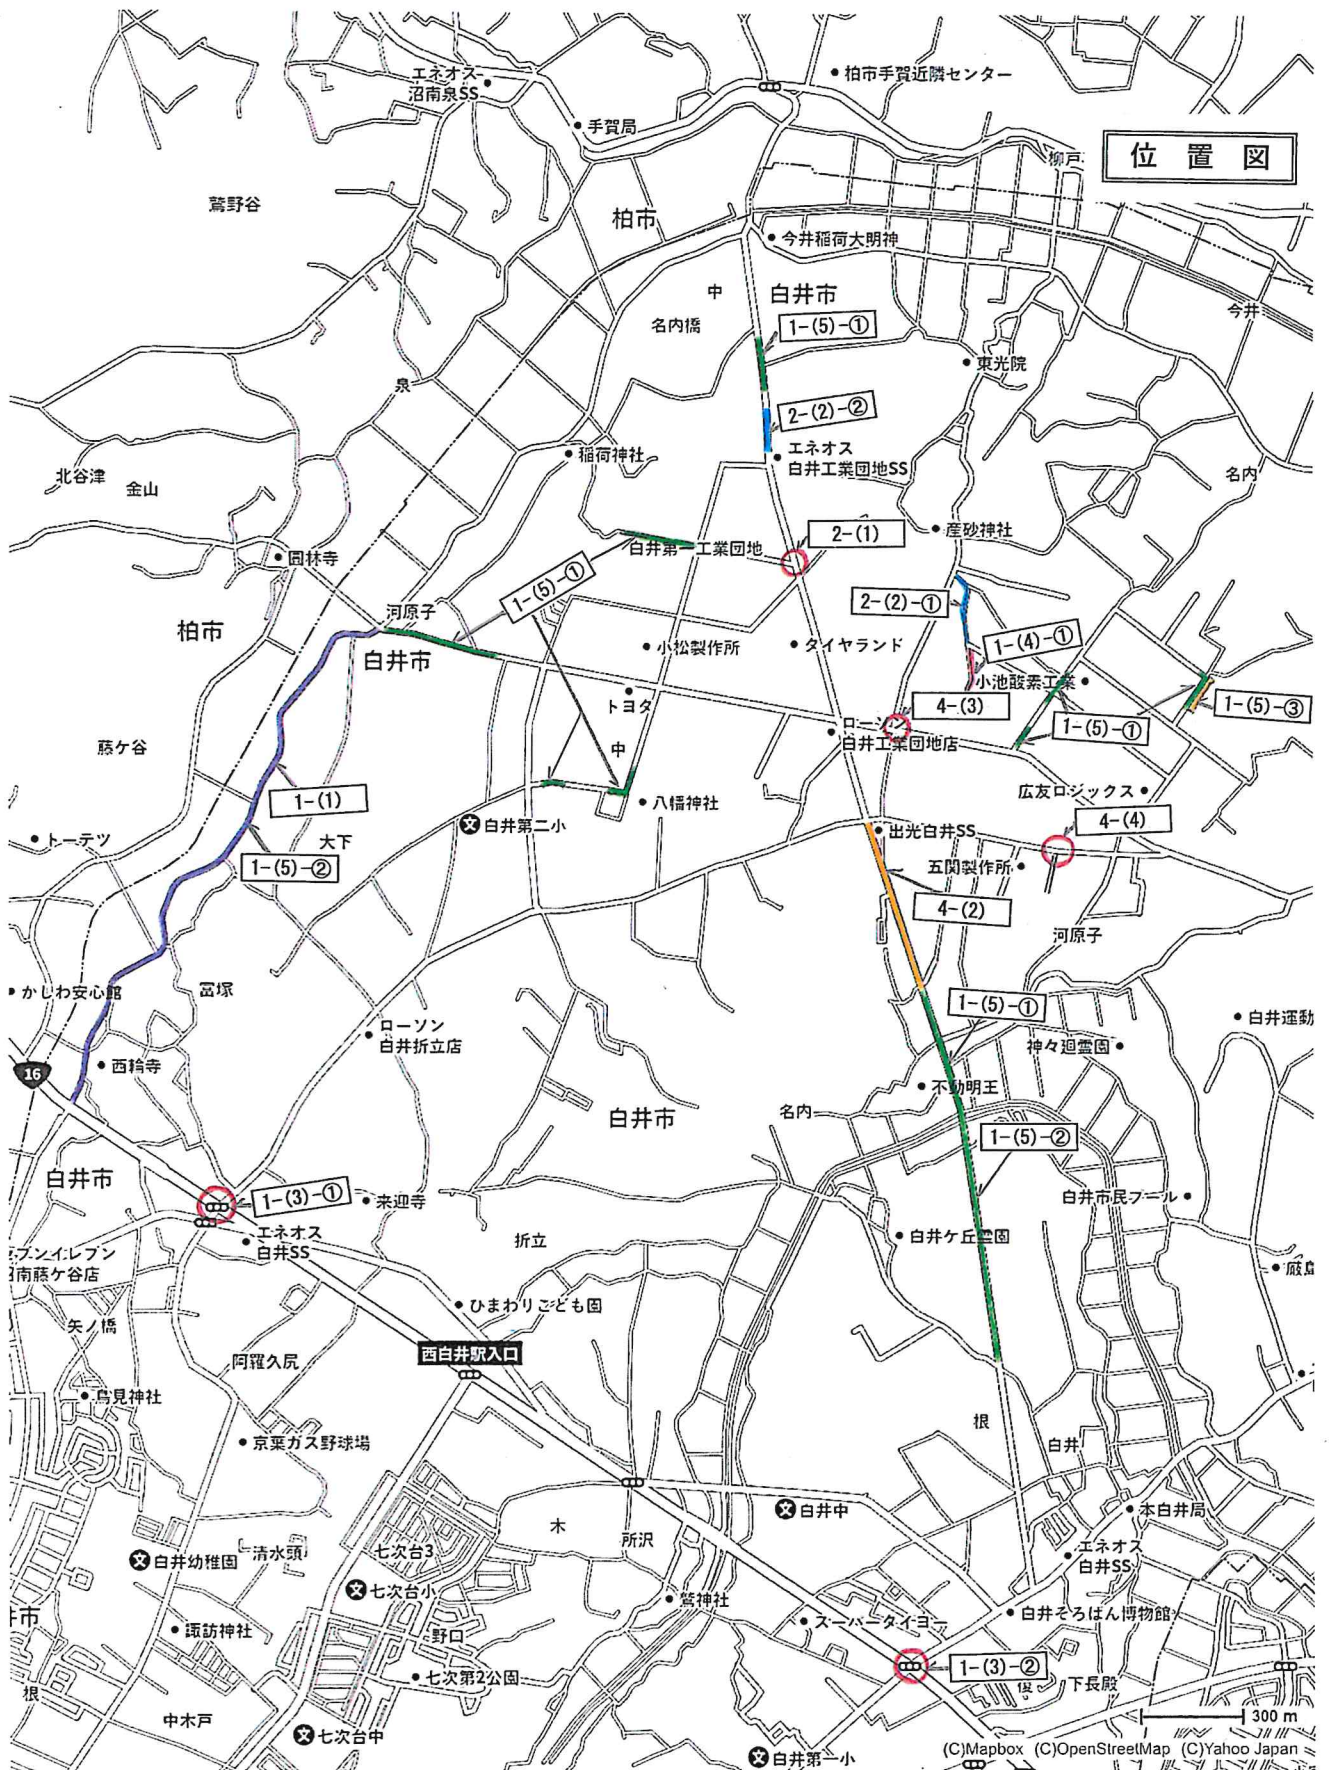 位置図
エネオス
沼南泉SS
柏市手賀近隣センター
手賀局
柳戸
鷲野谷
柏市
今井稲荷大明神
中
白井市
名内橋
今井
1-(5)-①
東光院
泉
2-(2)-②
稲荷神社
エネオス
白井工業団地SS
北谷津
金山
名内
2-(1)
産砂神社
白井第一工業団地
圓林寺
1-(5)-①
2-(2)-①
河原子
柏市
白井市
小松製作所
ダイヤランド
1-(4)-①
小池酸素工業
トヨタ
4-(3)
1-(5)-③
ローソン
白井工業団地店
1-(5)-①
藤ケ谷
中
1-(1)
八幡神社
広友ロジックス
4-(4)
トーテツ
大下
白井第二小
出光白井SS
1-(5)-②
五関製作所
4-(2)
河原子
かしわ安心館
富塚
1-(5)-①
ローソン
白井折立店
白井運動
神々廻霊園
16
西輪寺
不動明王
名内
白井市
1-(5)-②
白井市
1-(3)-①
来迎寺
白井市民プール
エネオス
白井SS
折立
白井ケ丘霊園
ブンイレブン
沼南藤ケ谷店
ひまわりこども園
矢ノ橋
西白井駅入口
阿羅久尻
鳥見神社
根
京葉ガス野球場
白井
木
所沢
白井中
本白井局
白井幼稚園
清水頭
七次台3
エネオス
白井SS
七次台小
鷲神社
井市
諏訪神社
野口
スーパータイヨー
白井そろばん博物館
七次第2公園
1-(3)-②
復
下長殿
根
中木戸
300 m
七次台中
白井第一小
(C)Mapbox (C)OpenStreetMap (C)Yahoo Japan